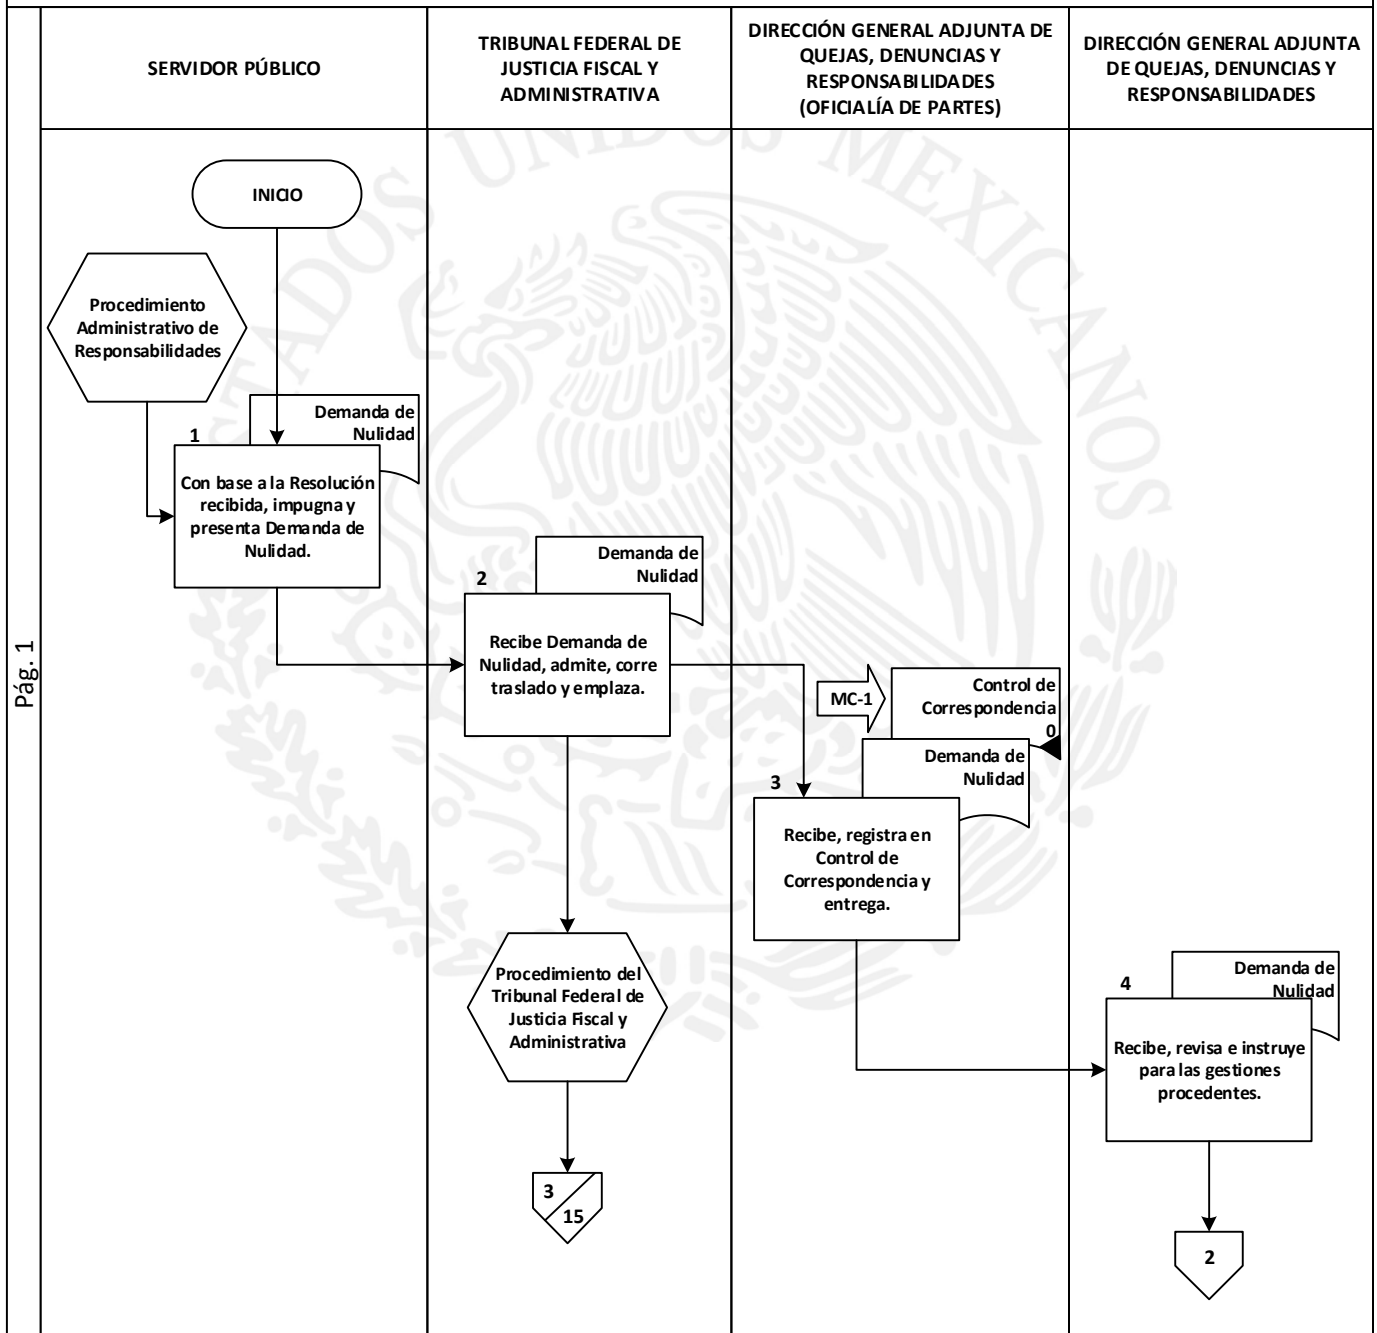 SERVIDOR PÚBLICO
TRIBUNAL FEDERAL DE
JUSTICIA FISCAL Y
ADMINISTRATIVA
DIRECCIÓN GENERAL ADJUNTA DE
QUEJAS, DENUNCIAS Y
RESPONSABILIDADES
(OFICIALÍA DE PARTES)
DIRECCIÓN GENERAL ADJUNTA
DE QUEJAS, DENUNCIAS Y
RESPONSABILIDADES
Pág. 1
ESTADOS UNIDOS MEXICANOS
INICIO
Procedimiento
Administrativo de
Responsabilidades
Demanda de
Nulidad
1
Con base a la Resolución
recibida, impugna y
presenta Demanda de
Nulidad.
Demanda de
Nulidad
2
Recibe Demanda de
Nulidad, admite, corre
traslado y emplaza.
MC-1
Control de
Correspondencia
0
Demanda de
Nulidad
3
Recibe, registra en
Control de
Correspondencia y
entrega.
Procedimiento del
Tribunal Federal de
Justicia Fiscal y
Administrativa
Demanda de
Nulidad
4
Recibe, revisa e instruye
para las gestiones
procedentes.
3
15
2